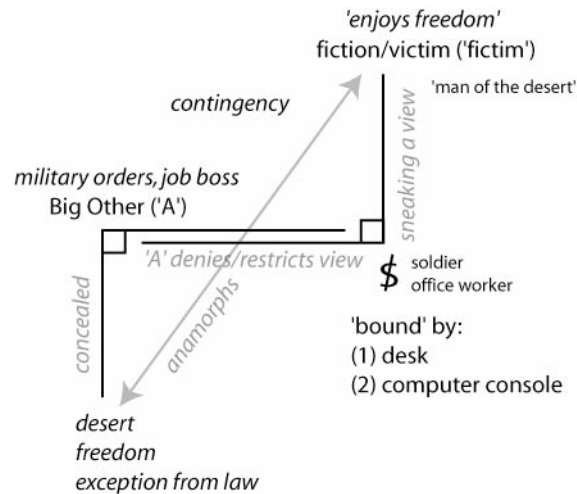 'enjoys freedom'
fiction/victim ('fictim')
'man of the desert'
contingency
sneaking a view
military orders, job boss
Big Other ('A')
'A' denies/restricts view
$ soldier
office worker
concealed
anamorphs
'bound' by:
(1) desk
(2) computer console
desert
freedom
exception from law